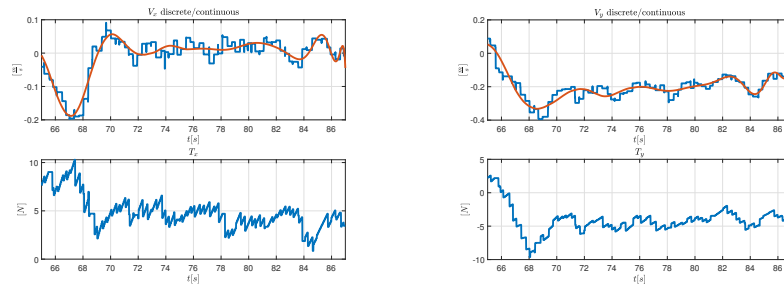 V_x discrete/continuous
0.1
0
-0.1
-0.2
[m/s]
66 68 70 72 74 76 78 80 82 84 86
t[s]
V_y discrete/continuous
0.2
0
-0.2
-0.4
[m/s]
66 68 70 72 74 76 78 80 82 84 86
t[s]
T_x
10
5
0
[N]
66 68 70 72 74 76 78 80 82 84 86
t[s]
T_y
5
0
-5
-10
[N]
66 68 70 72 74 76 78 80 82 84 86
t[s]